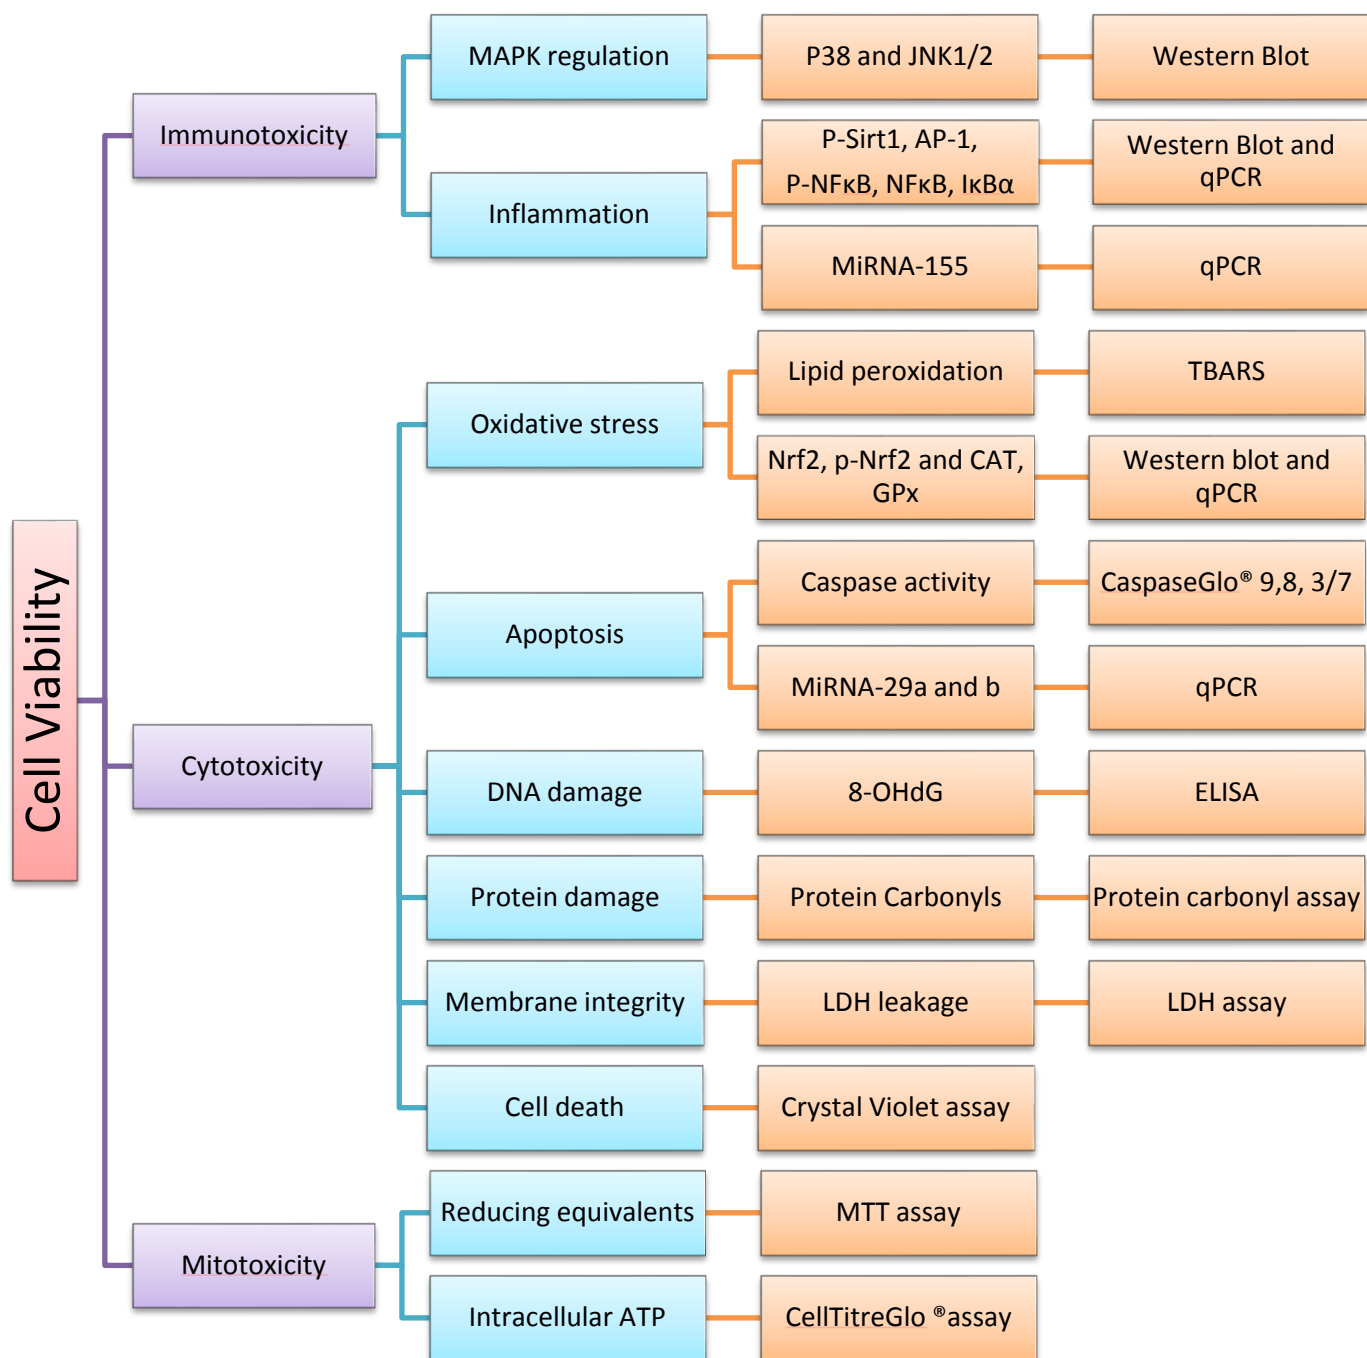 MAPK regulation
P38 and JNK1/2
Western Blot
Immunotoxicity
P-Sirt1, AP-1,
P-NFκB, NFκB, IκBα
Western Blot and
qPCR
Inflammation
MiRNA-155
qPCR
Lipid peroxidation
TBARS
Oxidative stress
Nrf2, p-Nrf2 and CAT,
GPx
Western blot and
qPCR
Cell Viability
Caspase activity
CaspaseGlo® 9,8, 3/7
Apoptosis
MiRNA-29a and b
qPCR
Cytotoxicity
DNA damage
8-OHdG
ELISA
Protein damage
Protein Carbonyls
Protein carbonyl assay
Membrane integrity
LDH leakage
LDH assay
Cell death
Crystal Violet assay
Reducing equivalents
MTT assay
Mitotoxicity
Intracellular ATP
CellTitreGlo ®assay